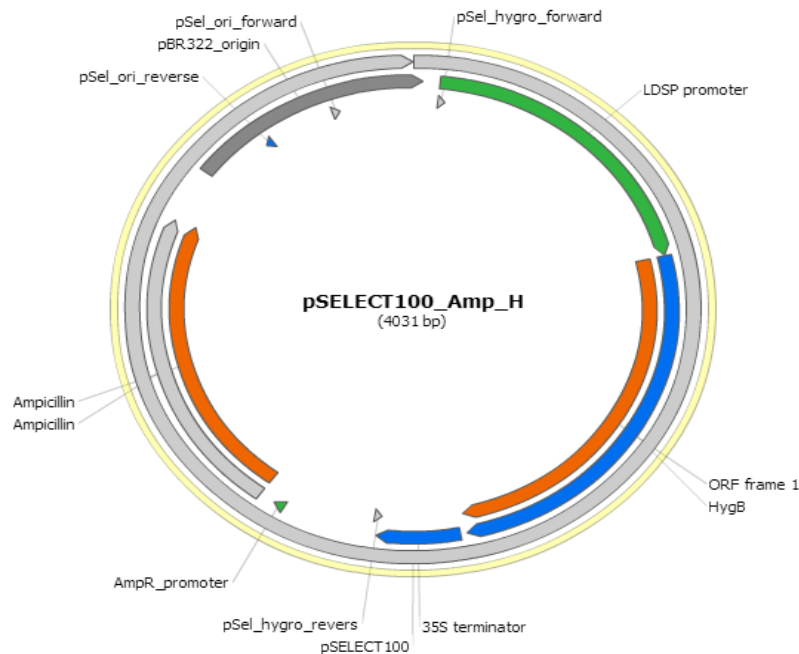 pSel_ori_forward
pSel_hygro_forward
pBR322_origin
pSel_ori_reverse
LDSP promoter
pSELECT100_Amp_H
(4031 bp)
Ampicillin
Ampicillin
ORF frame 1
HygB
AmpR_promoter
pSel_hygro_revers
35S terminator
pSELECT100